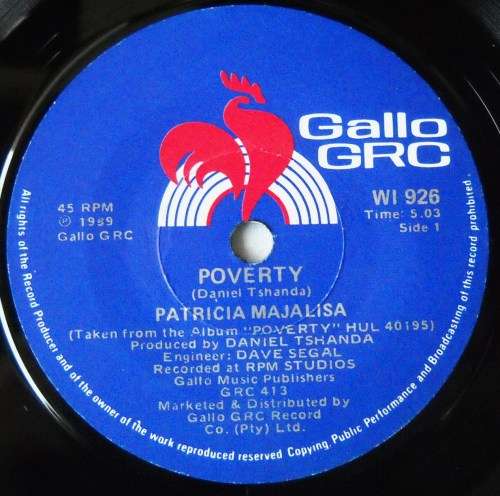 Gallo
GRC
45 RPM
℗ 1989
Gallo GRC
WI 926
Time: 5.03
Side 1
POVERTY
(Daniel Tshanda)
PATRICIA MAJALISA
(Taken from the Album "POVERTY" HUL 40195)
Produced by DANIEL TSHANDA
Engineer: DAVE SEGAL
Recorded at RPM STUDIOS
Gallo Music Publishers
GRC 413
Marketed & Distributed by
Gallo GRC Record
Co. (Pty) Ltd.
All rights of the Record Producer and of the owner of the work reproduced reserved Copying, Public Performance and Broadcasting of this record prohibited